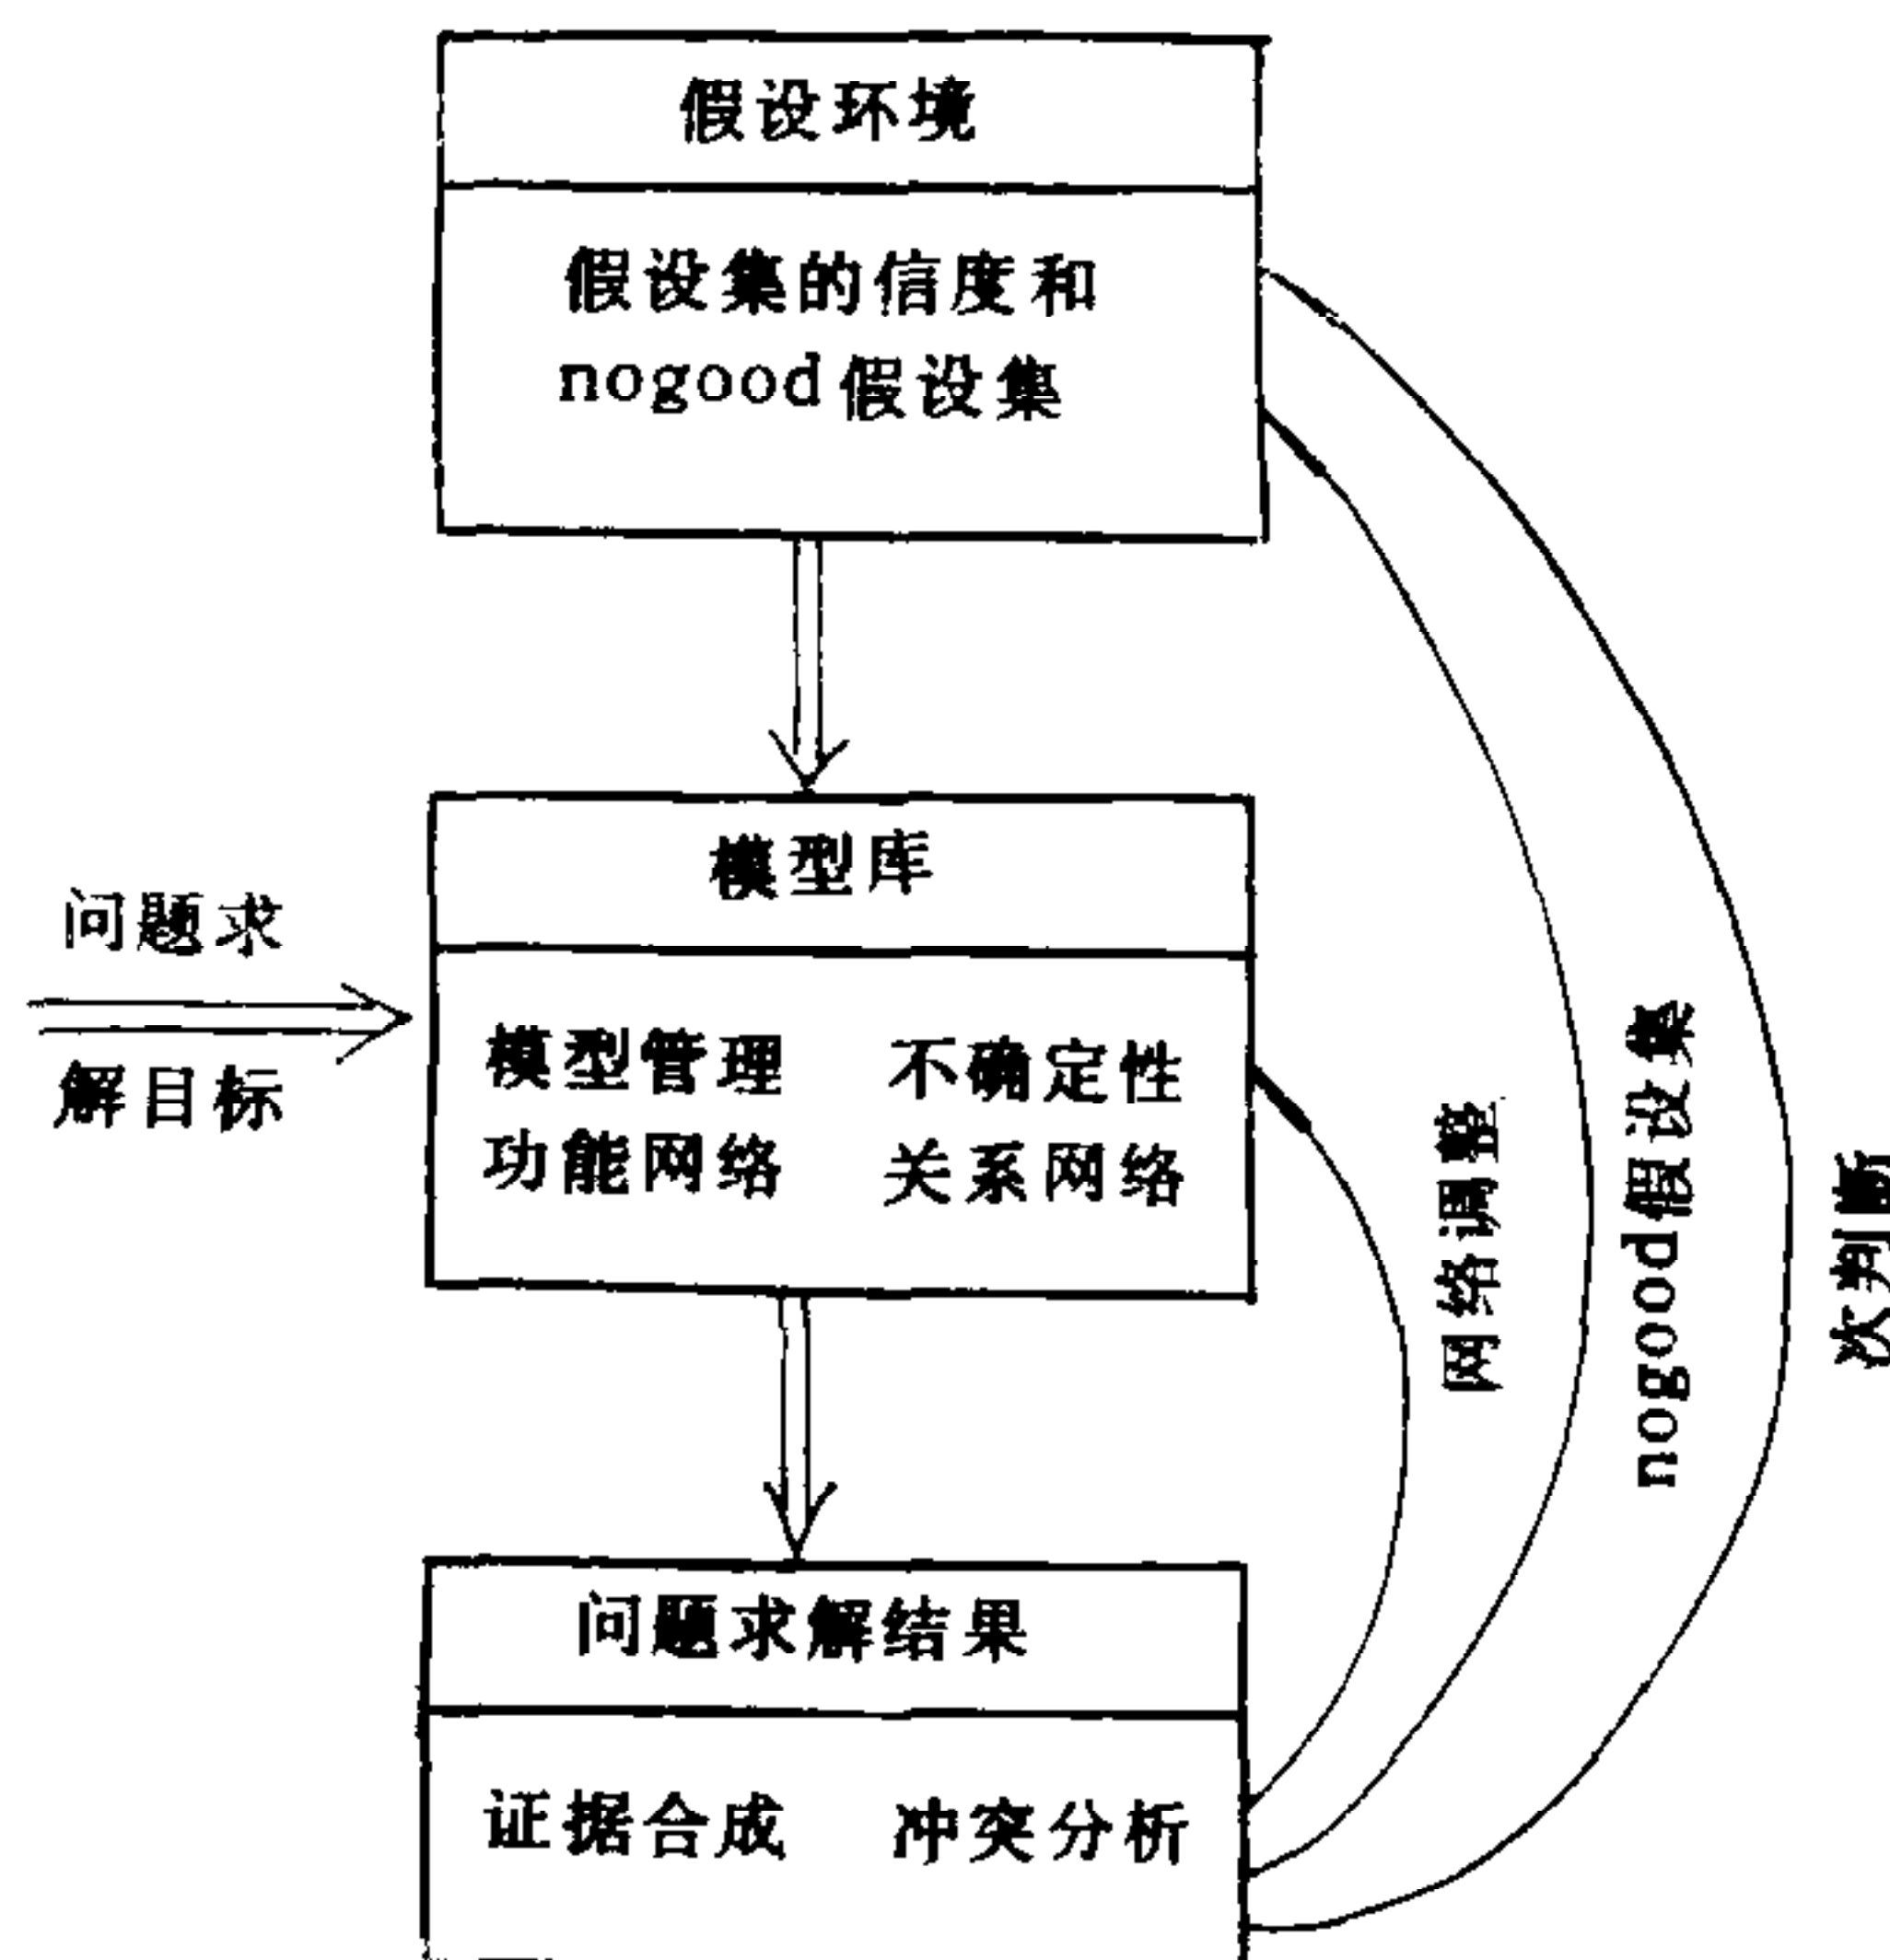 假设环境
假设集的信度和
nogood假设集
模型库
问题求
解目标
模型管理 不确定性
功能网络 关系网络
网络调整
nogood假设集
次判断
问题求解结果
证据合成 冲突分析